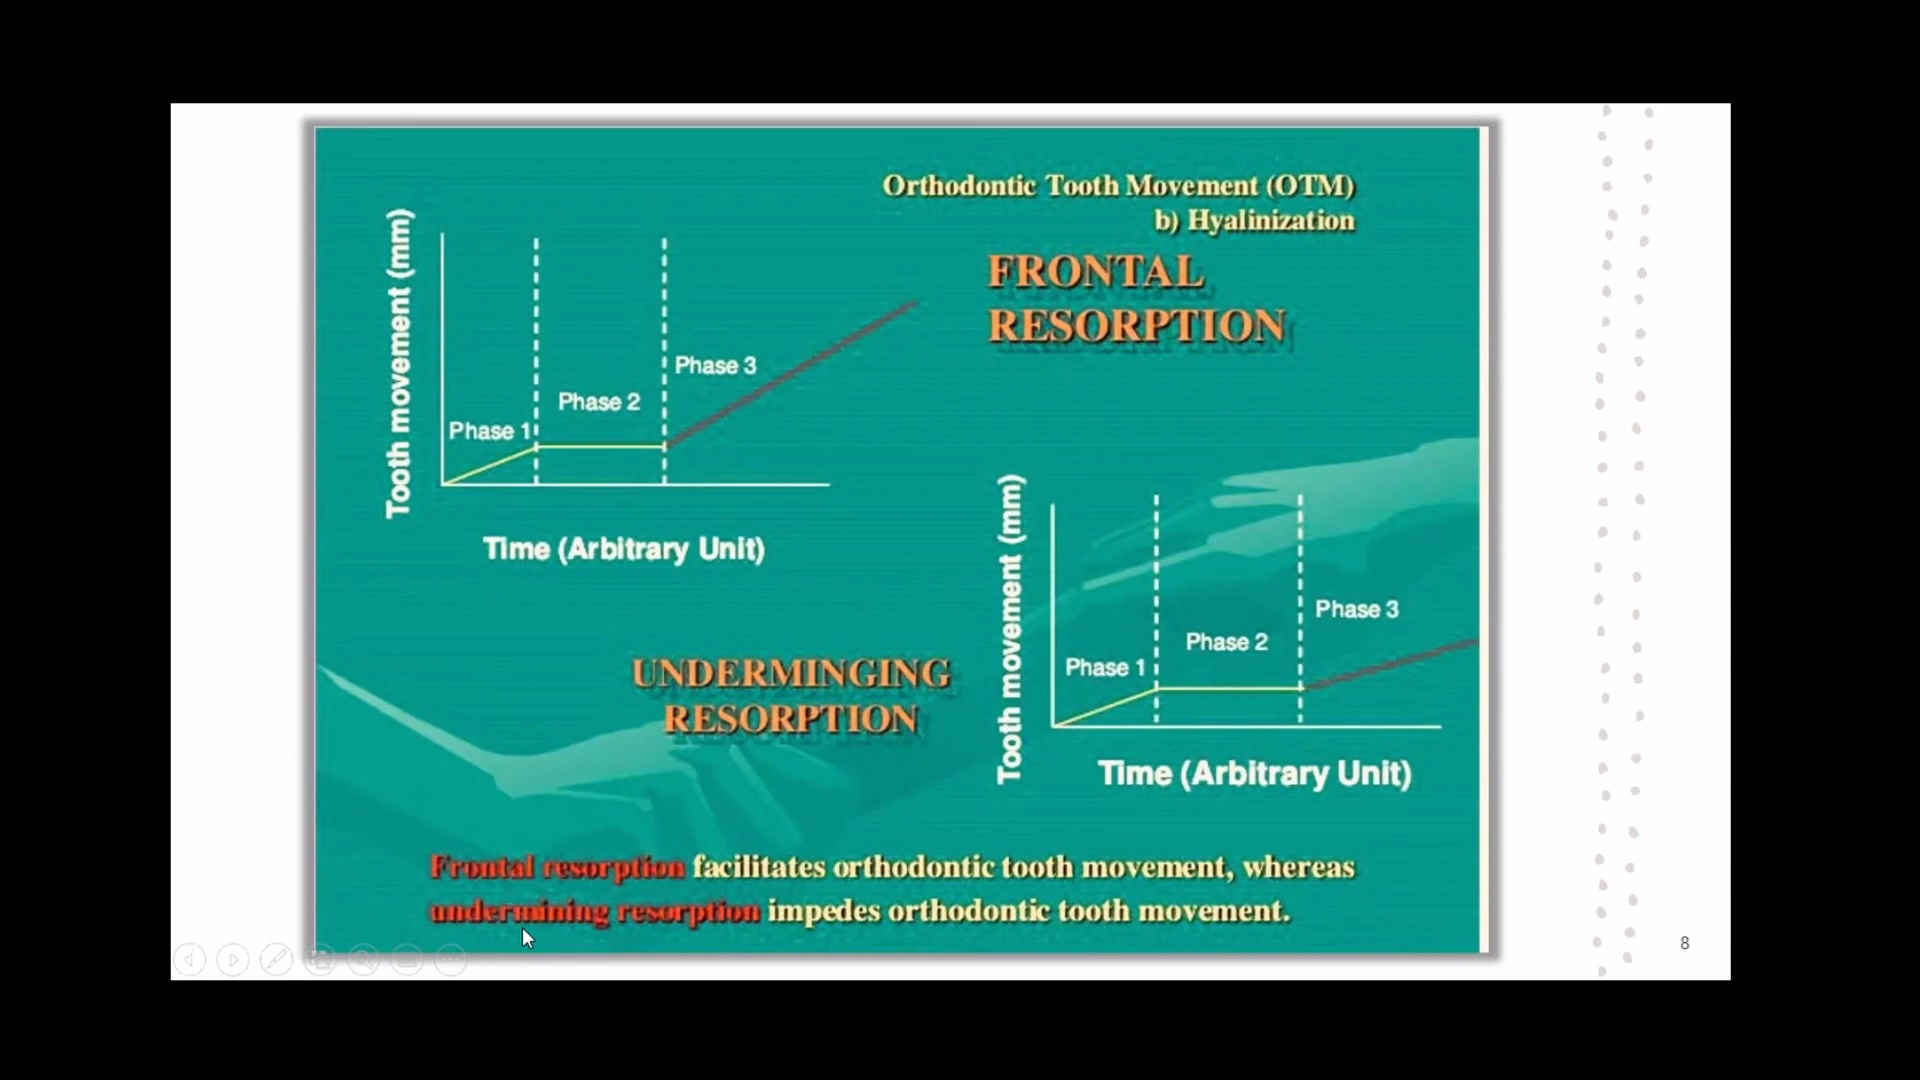 Orthodontic Tooth Movement (OTM)
b) Hyalinization
FRONTAL
RESORPTION
Tooth movement (mm)
Phase 1
Phase 2
Phase 3
Time (Arbitrary Unit)
UNDERMINGING
RESORPTION
Tooth movement (mm)
Phase 1
Phase 2
Phase 3
Time (Arbitrary Unit)
Frontal resorption facilitates orthodontic tooth movement, whereas
undermining resorption impedes orthodontic tooth movement.
8